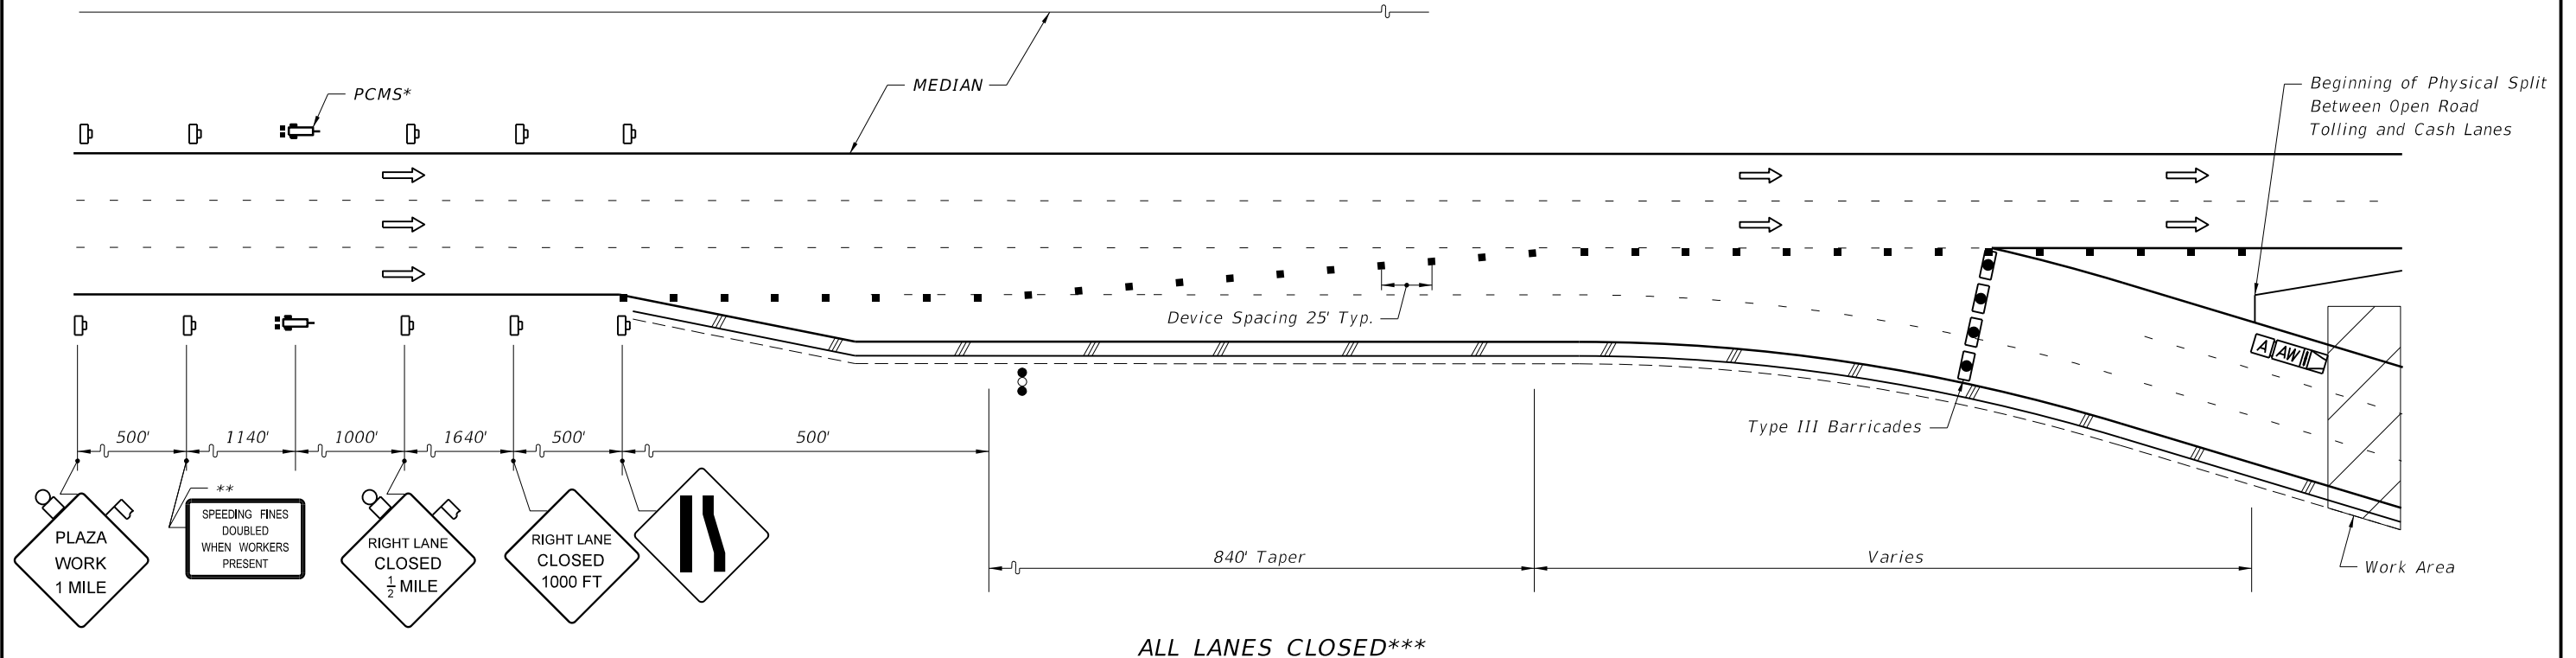 PCMS*
MEDIAN
Beginning of Physical Split
Between Open Road
Tolling and Cash Lanes
Device Spacing 25' Typ.
A
AW
Type III Barricades
500'
1140'
1000'
1640'
500'
500'
**
PLAZA
WORK
1 MILE
SPEEDING FINES
DOUBLED
WHEN WORKERS
PRESENT
RIGHT LANE
CLOSED
1/2 MILE
RIGHT LANE
CLOSED
1000 FT
840' Taper
Varies
Work Area
ALL LANES CLOSED***